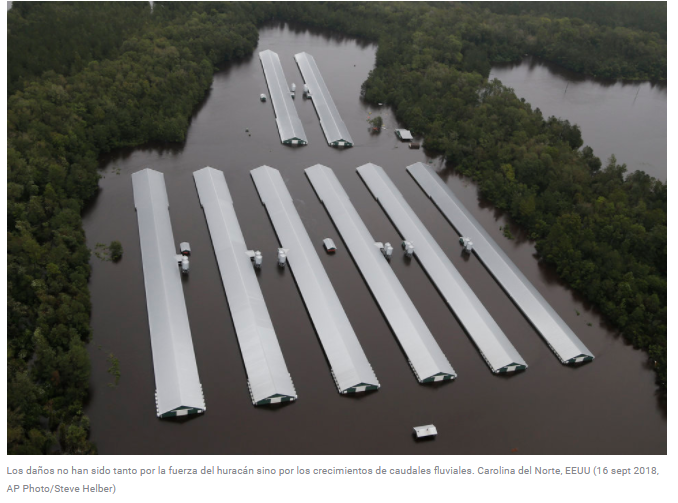 Los daños no han sido tanto por la fuerza del huracán sino por los crecimientos de caudales fluviales. Carolina del Norte, EEUU (16 sept 2018,
AP Photo/Steve Helber)